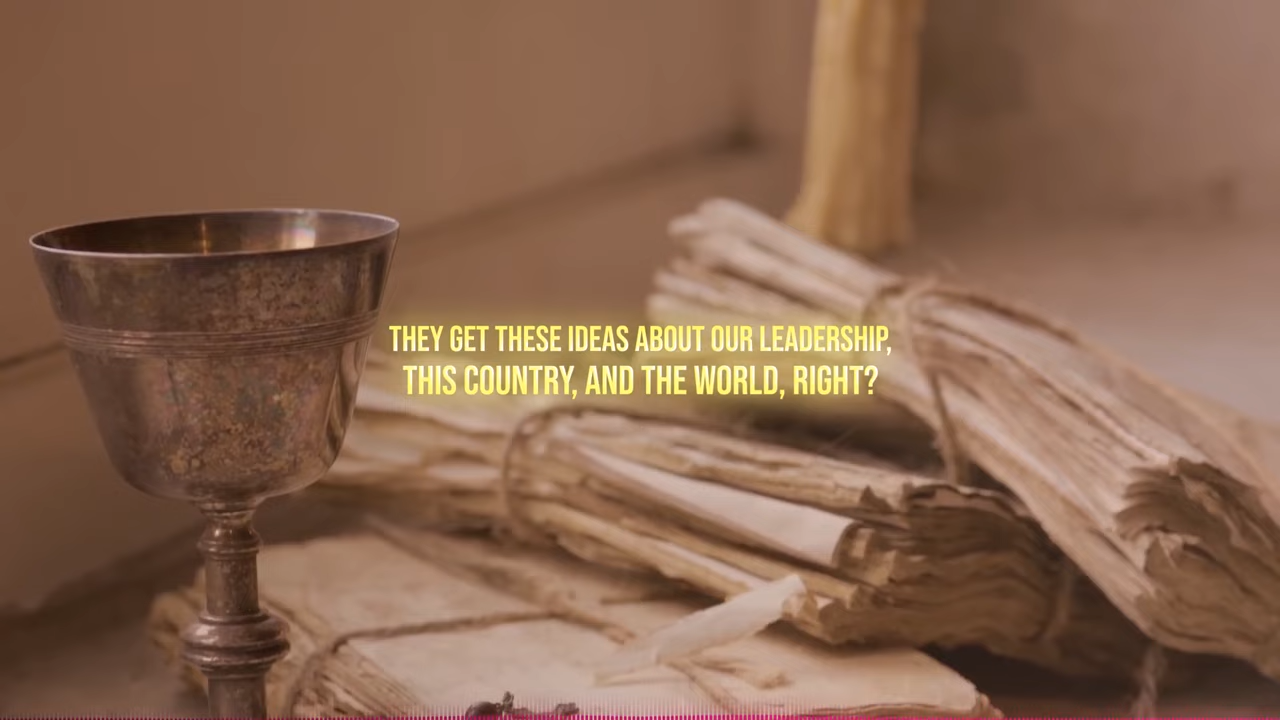 THEY GET THESE IDEAS ABOUT OUR LEADERSHIP,
THIS COUNTRY, AND THE WORLD, RIGHT?